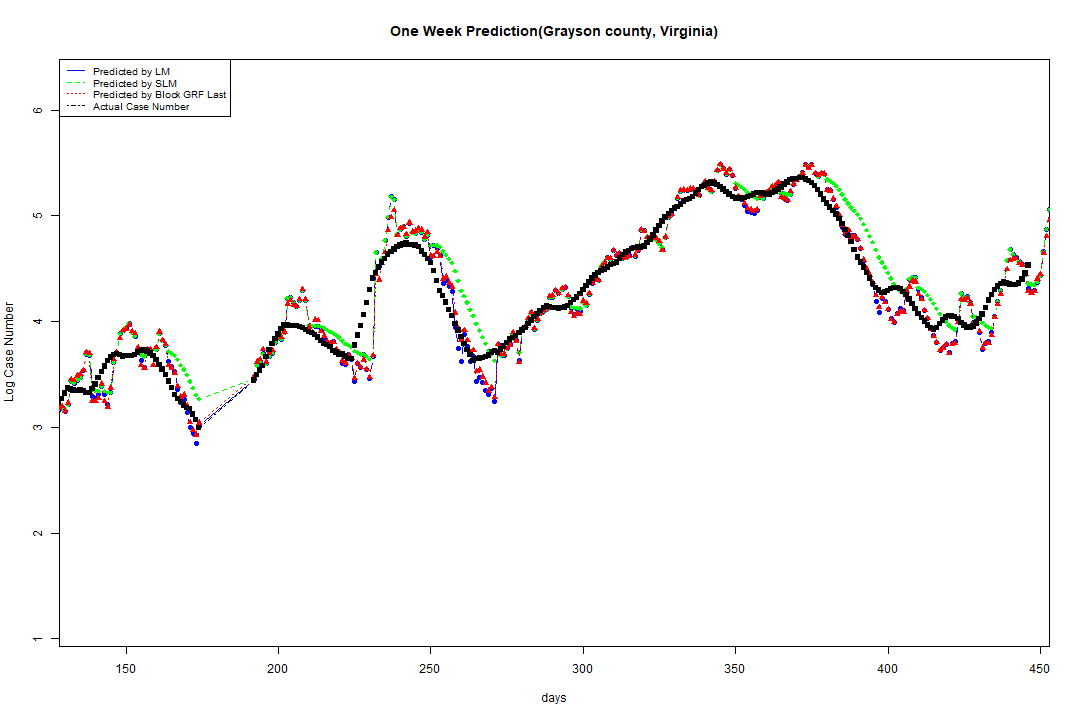 One Week Prediction(Grayson county, Virginia)
Predicted by LM
Predicted by SLM
Predicted by Block GRF Last
Actual Case Number
Log Case Number
6
5
4
3
2
1
150 200 250 300 350 400 450
days